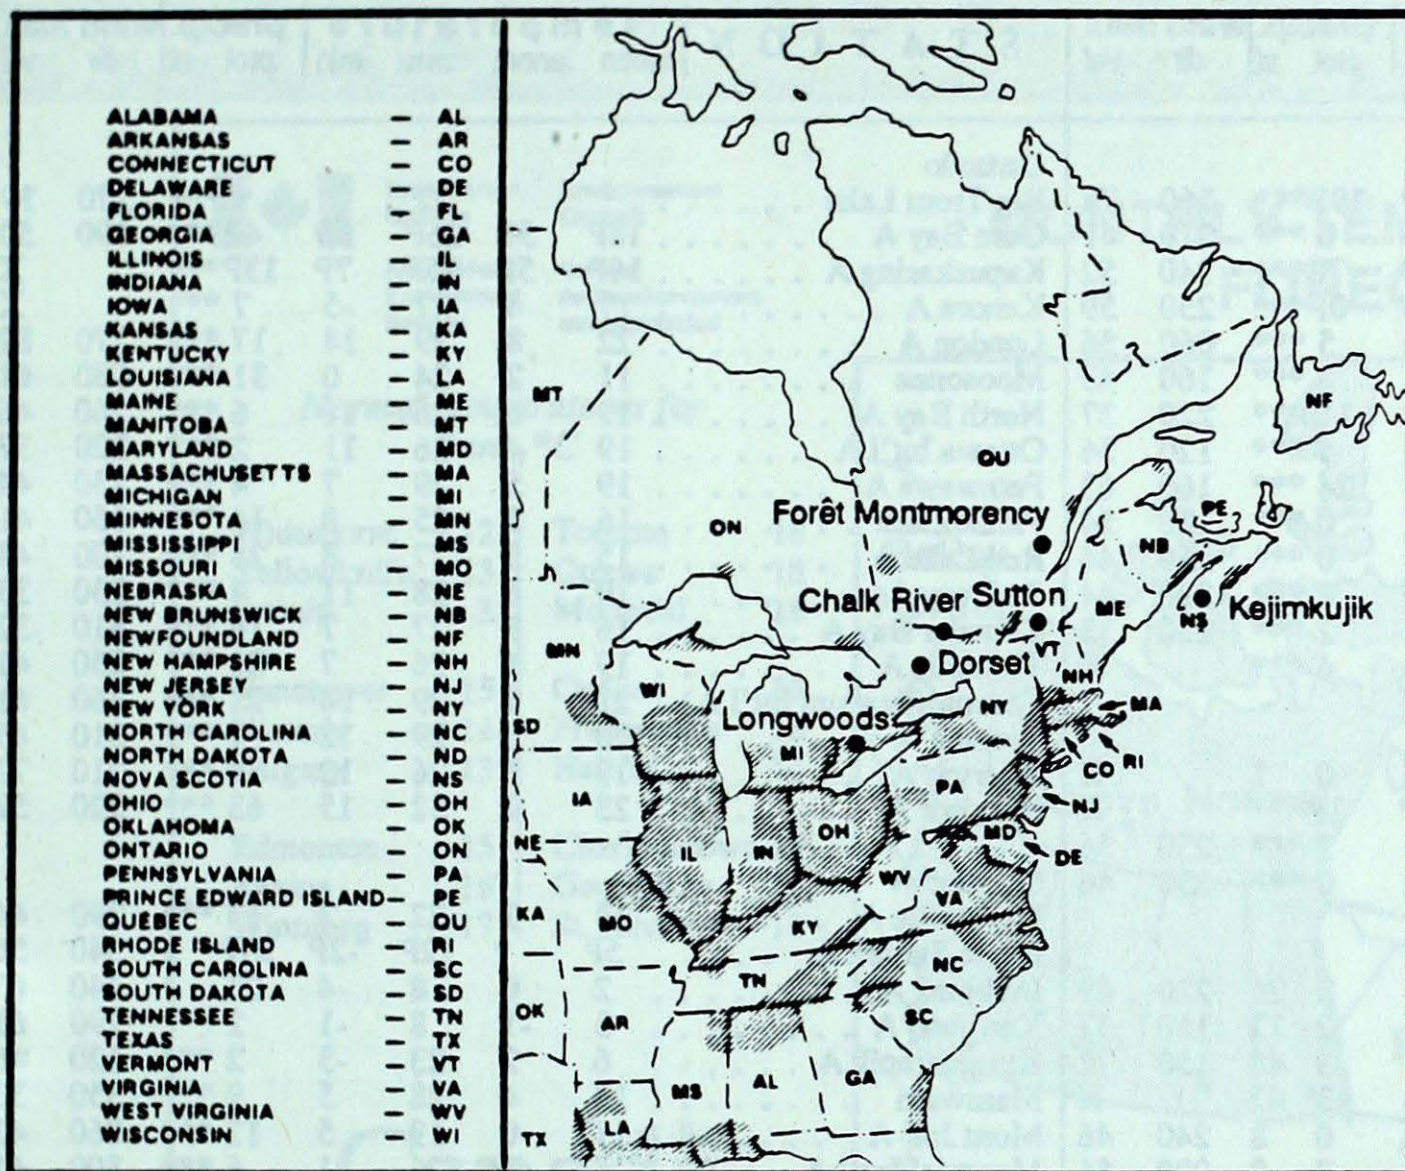 ALABAMA – AL
ARKANSAS – AR
CONNECTICUT – CO
DELAWARE – DE
FLORIDA – FL
GEORGIA – GA
ILLINOIS – IL
INDIANA – IN
IOWA – IA
KANSAS – KA
KENTUCKY – KY
LOUISIANA – LA
MAINE – ME
MANITOBA – MT
MARYLAND – MD
MASSACHUSETTS – MA
MICHIGAN – MI
MINNESOTA – MN
MISSISSIPPI – MS
MISSOURI – MO
NEBRASKA – NE
NEW BRUNSWICK – NB
NEWFOUNDLAND – NF
NEW HAMPSHIRE – NH
NEW JERSEY – NJ
NEW YORK – NY
NORTH CAROLINA – NC
NORTH DAKOTA – ND
NOVA SCOTIA – NS
OHIO – OH
OKLAHOMA – OK
ONTARIO – ON
PENNSYLVANIA – PA
PRINCE EDWARD ISLAND – PE
QUÉBEC – QU
RHODE ISLAND – RI
SOUTH CAROLINA – SC
SOUTH DAKOTA – SD
TENNESSEE – TN
TEXAS – TX
VERMONT – VT
VIRGINIA – VA
WEST VIRGINIA – WV
WISCONSIN – WI
MT
NF
QU
ON
Forêt Montmorency
PE
NB
Chalk River
Sutton
ME
NS
Kejimkujik
MN
VT
Dorset
NH
WI
NY
MA
SD
Longwoods
MI
CO
RI
IA
PA
NJ
NE
OH
MD
IL
IN
DE
WV
VA
KA
MO
KY
NC
TN
OK
AR
SC
MS
AL
GA
TX
LA